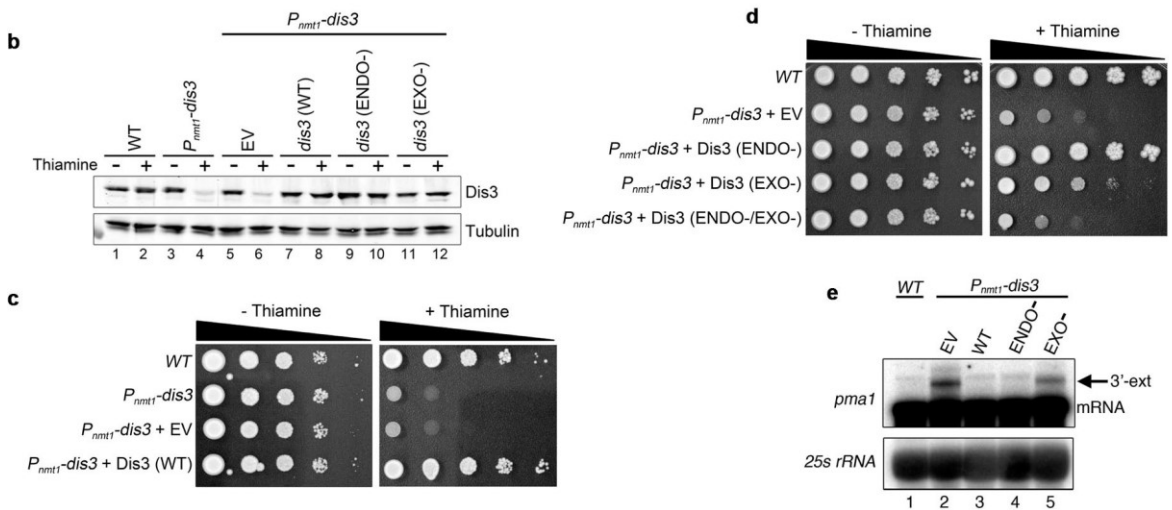 b
Pnmt1-dis3
WT
Pnmt1-dis3
EV
dis3 (WT)
dis3 (ENDO-)
dis3 (EXO-)
Thiamine - + - + - + - + - + - +
Dis3
Tubulin
1 2 3 4 5 6 7 8 9 10 11 12
c
- Thiamine + Thiamine
WT
Pnmt1-dis3
Pnmt1-dis3 + EV
Pnmt1-dis3 + Dis3 (WT)
d
- Thiamine + Thiamine
WT
Pnmt1-dis3 + EV
Pnmt1-dis3 + Dis3 (ENDO-)
Pnmt1-dis3 + Dis3 (EXO-)
Pnmt1-dis3 + Dis3 (ENDO-/EXO-)
e
WT Pnmt1-dis3
EV WT ENDO- EXO-
3'-ext
pma1 mRNA
25s rRNA
1 2 3 4 5